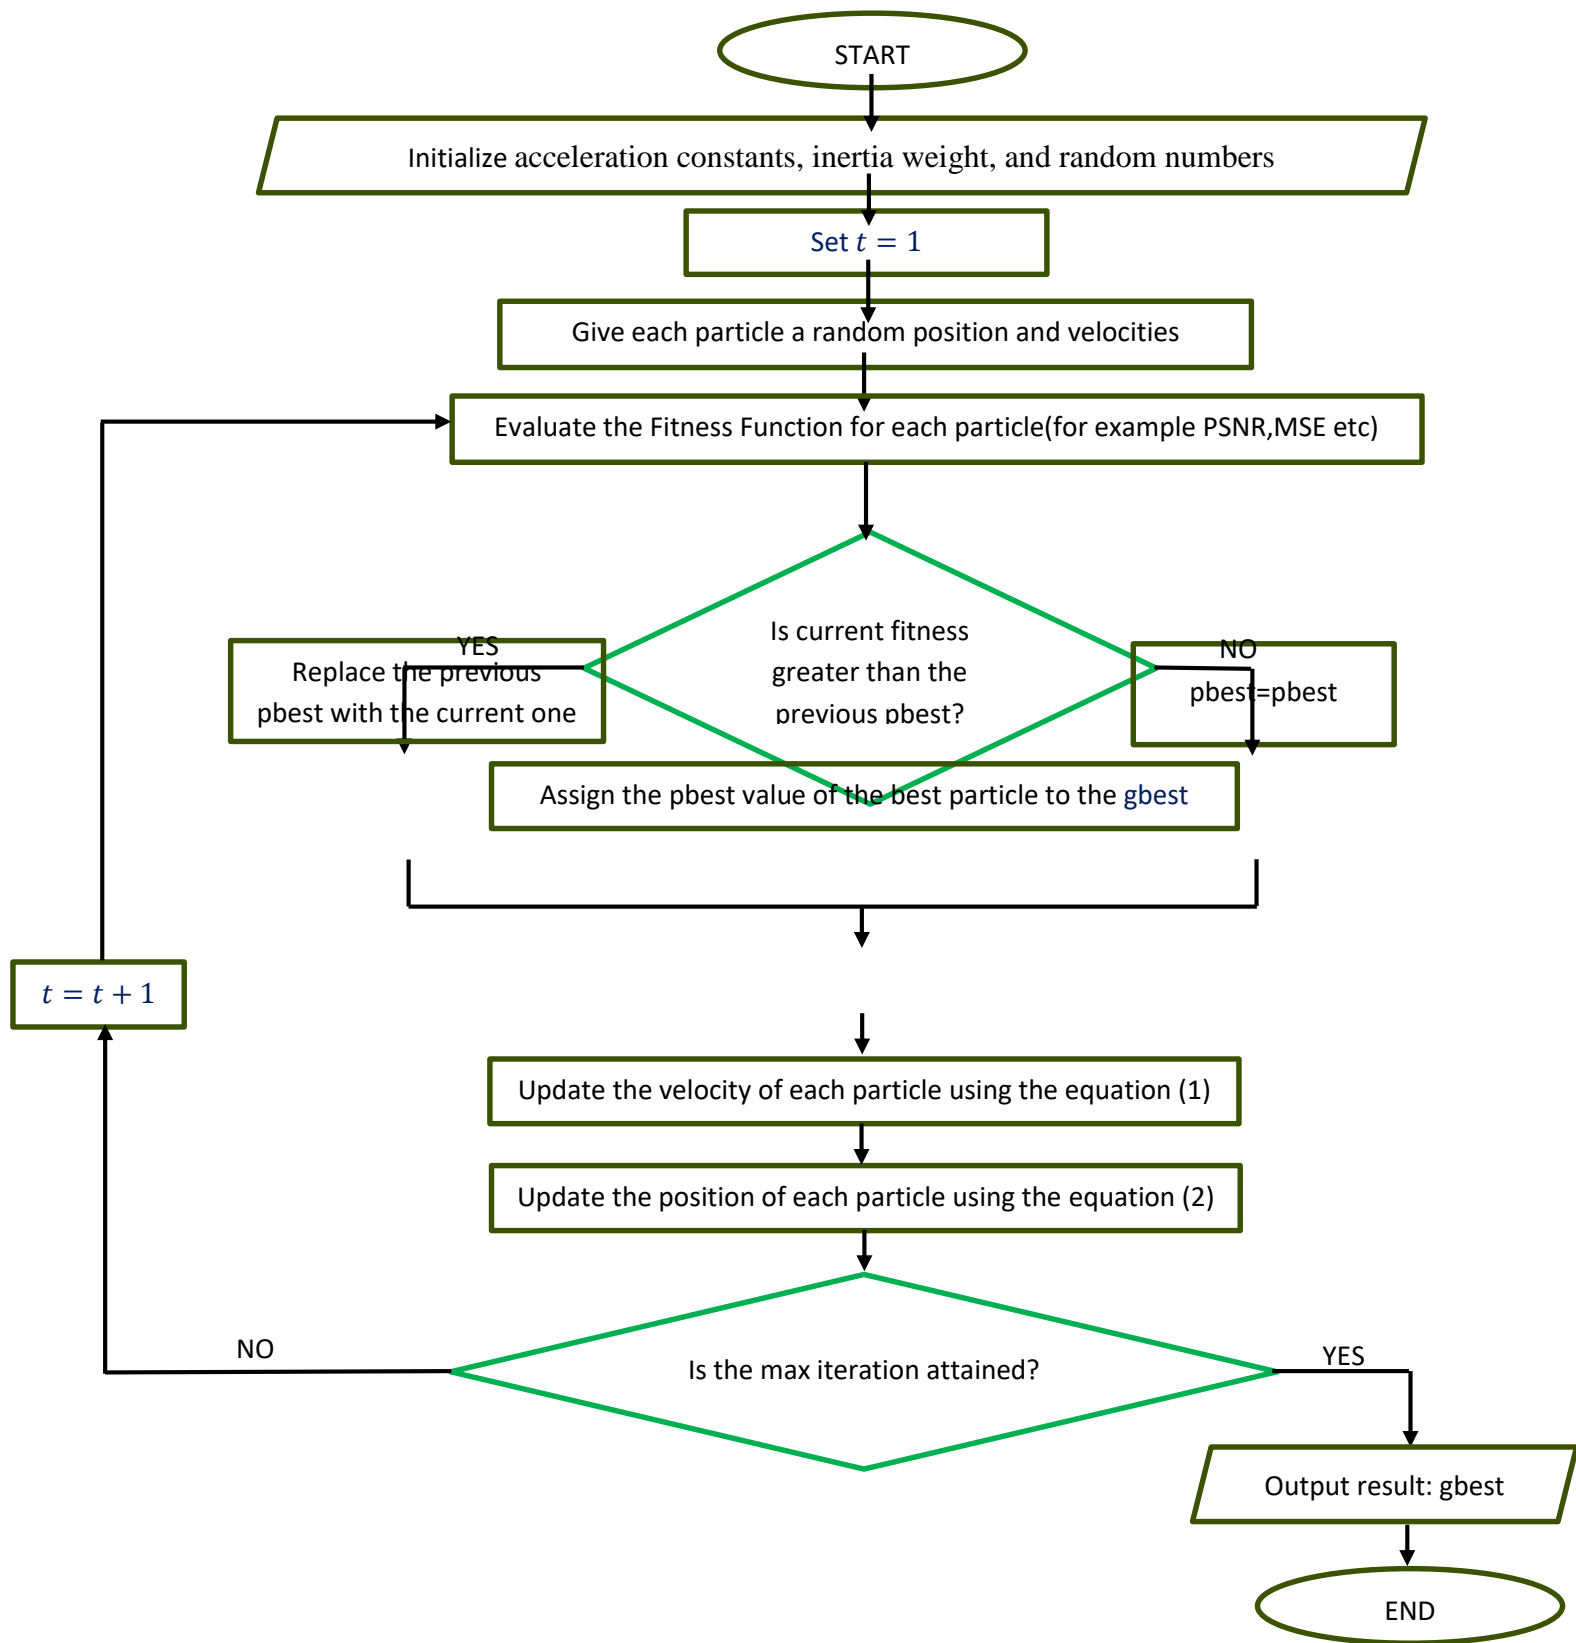 START
Initialize acceleration constants, inertia weight, and random numbers
Set t = 1
Give each particle a random position and velocities
Evaluate the Fitness Function for each particle(for example PSNR,MSE etc)
YES
Replace the previous
pbest with the current one
Is current fitness
greater than the
previous pbest?
NO
pbest=pbest
Assign the pbest value of the best particle to the gbest
t = t + 1
Update the velocity of each particle using the equation (1)
Update the position of each particle using the equation (2)
NO
Is the max iteration attained?
YES
Output result: gbest
END